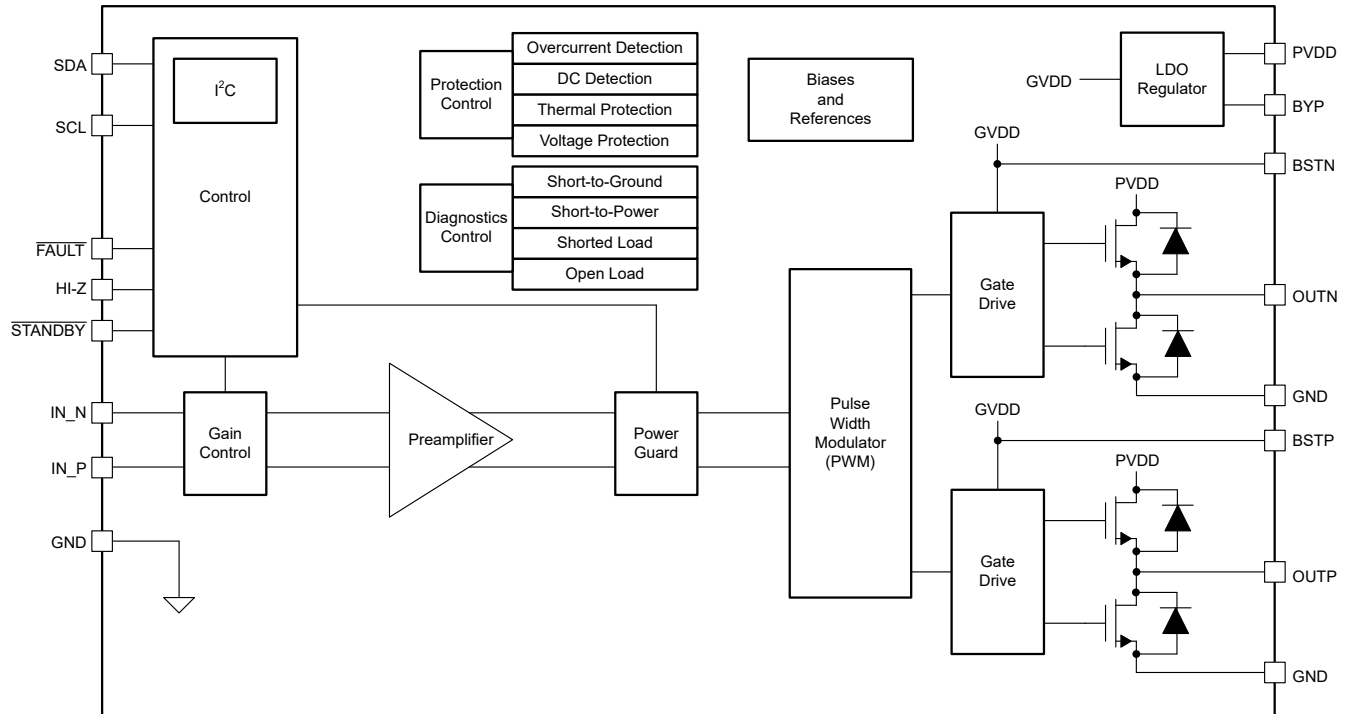 SDA
SCL
FAULT
HI-Z
STANDBY
IN_N
IN_P
GND
I²C
Control
Gain
Control
Protection
Control
Overcurrent Detection
DC Detection
Thermal Protection
Voltage Protection
Diagnostics
Control
Short-to-Ground
Short-to-Power
Shorted Load
Open Load
Preamplifier
Power
Guard
Biases
and
References
Pulse
Width
Modulator
(PWM)
GVDD
LDO
Regulator
PVDD
BYP
GVDD
BSTN
PVDD
Gate
Drive
OUTN
GND
GVDD
BSTP
PVDD
Gate
Drive
OUTP
GND